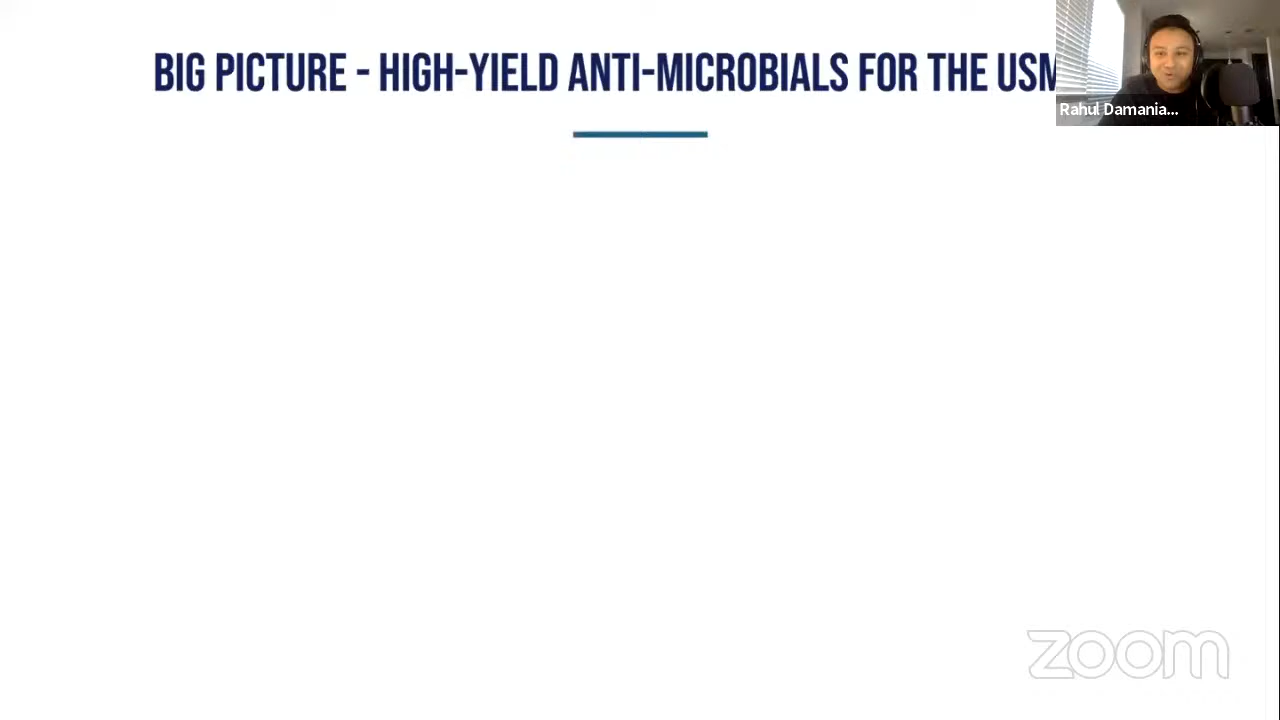 BIG PICTURE - HIGH-YIELD ANTI-MICROBIALS FOR THE USM
Rahul Damania...
zoom